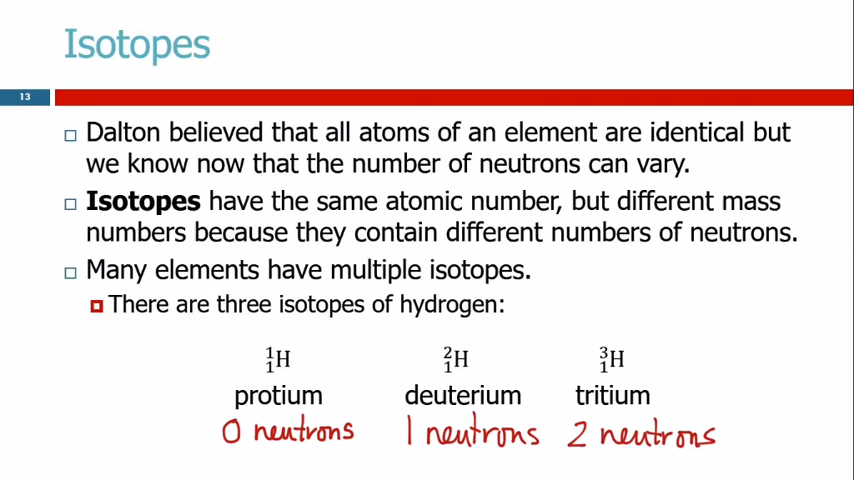 Isotopes
13
Dalton believed that all atoms of an element are identical but
we know now that the number of neutrons can vary.
Isotopes have the same atomic number, but different mass
numbers because they contain different numbers of neutrons.
Many elements have multiple isotopes.
There are three isotopes of hydrogen:
¹₁H ²₁H ³₁H
protium deuterium tritium
0 neutrons 1 neutrons 2 neutrons